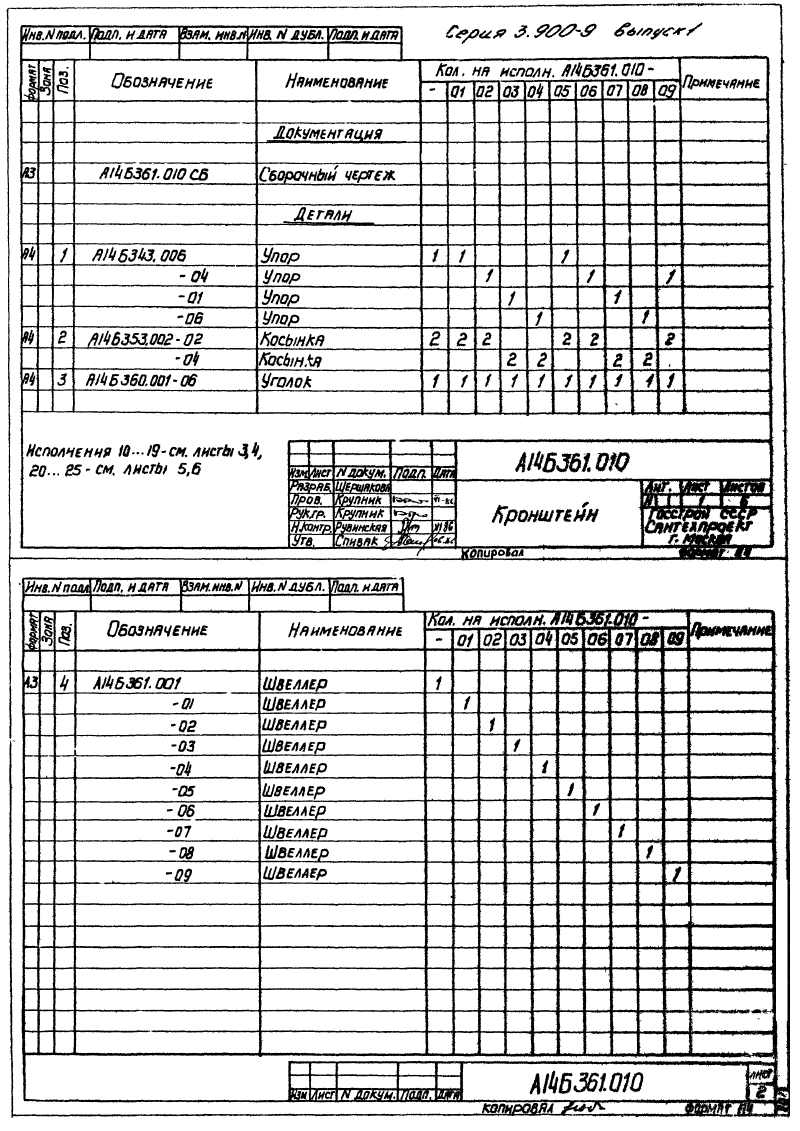 Серия 3.900-9 Выпуск 1
Инв. N подл. Подп. и дата Взам. инв. N Инв. N дубл. Подп. и дата
Формат Зона Поз. Обозначение Наименование Кол. на исполн. А14Б361.010 - Примечание
- 01 02 03 04 05 06 07 08 09
Документация
А3 А14Б361.010 СБ Сборочный чертеж
Детали
А4 1 А14Б343.006 Упор 1 1 1
-04 Упор 1 1 1
-01 Упор 1 1
-06 Упор 1 1
А4 2 А14Б353.002-02 Косынка 2 2 2 2 2 2
-04 Косынка 2 2 2 2
А4 3 А14Б360.001-06 Уголок 1 1 1 1 1 1 1 1 1 1
Исполнения 10...19-см. листы 3,4,
20...25-см. листы 5,6
Изм Лист N докум. Подп. Дата
Разраб. Шершакова
Пров. Крупник
Рук.гр. Крупник
Н.контр. Рувинская XI 86
Утв. Спивак
А14Б361.010
Кронштейн
Лит. Лист Листов
И 1 6
Госстрой СССР
Сантехпроект
г. Москва
Копировал Формат А4
Инв. N подл. Подп. и дата Взам. инв. N Инв. N дубл. Подп. и дата
Формат Зона Поз. Обозначение Наименование Кол. на исполн. А14Б361.010 - Примечание
- 01 02 03 04 05 06 07 08 09
А3 4 А14Б361.001 Швеллер 1
-01 Швеллер 1
-02 Швеллер 1
-03 Швеллер 1
-04 Швеллер 1
-05 Швеллер 1
-06 Швеллер 1
-07 Швеллер 1
-08 Швеллер 1
-09 Швеллер 1
Изм Лист N докум. Подп. Дата
А14Б361.010
Лист
2
Копировал Формат А4